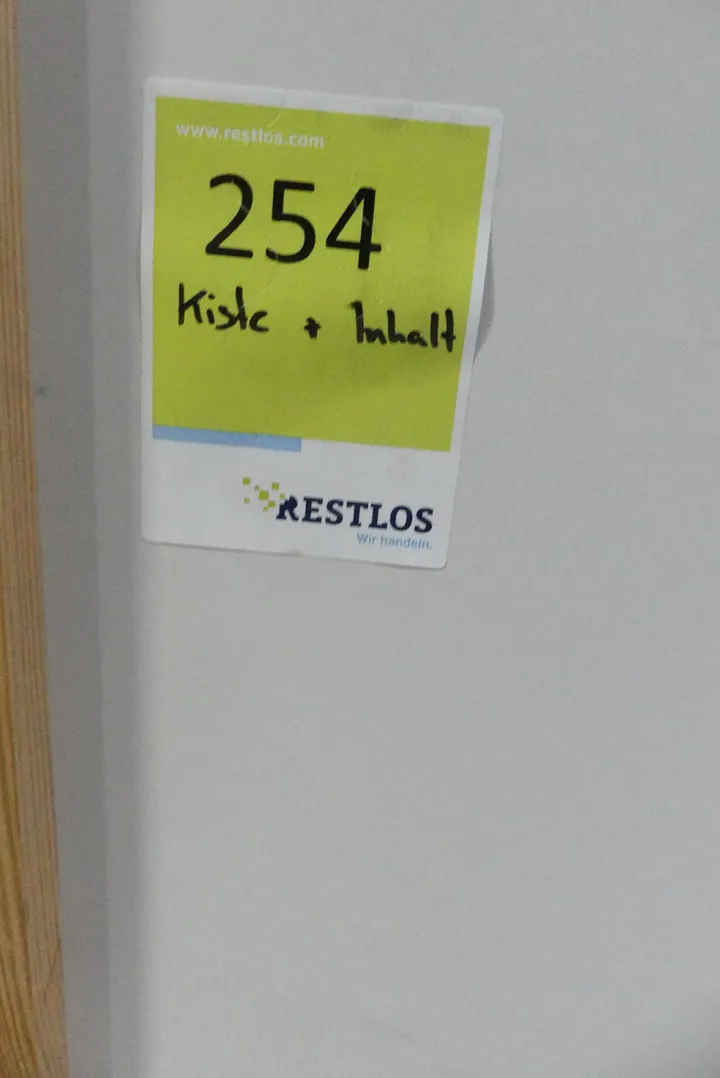 www.restlos.com
254
Kiste + Inhalt
RESTLOS
Wir handeln.